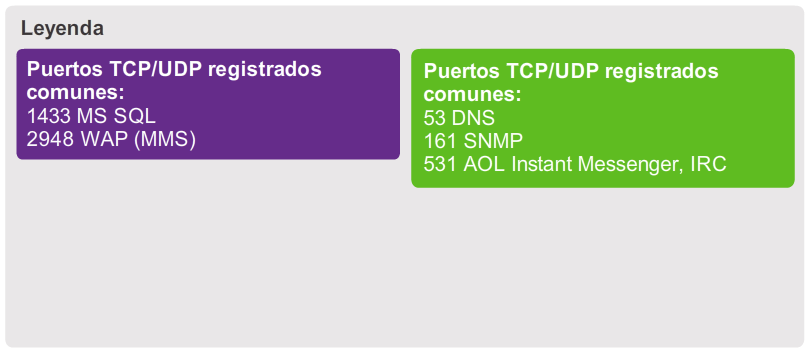 Leyenda
Puertos TCP/UDP registrados
comunes:
1433 MS SQL
2948 WAP (MMS)
Puertos TCP/UDP registrados
comunes:
53 DNS
161 SNMP
531 AOL Instant Messenger, IRC